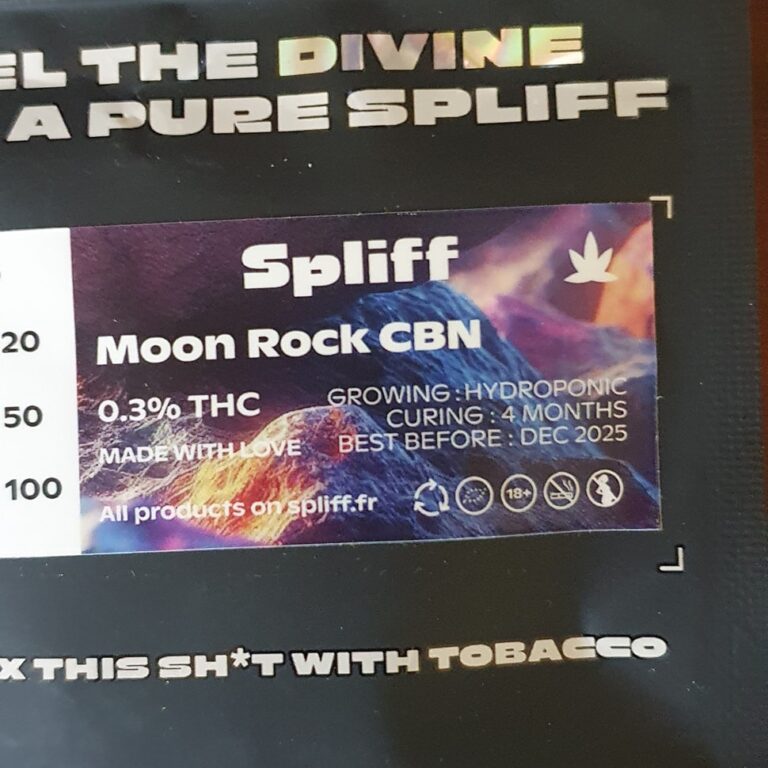 THE DIVINE
A PURE SPLIFF
Spliff
20
Moon Rock CBN
50
0.3% THC
GROWING : HYDROPONIC
CURING : 4 MONTHS
MADE WITH LOVE
BEST BEFORE : DEC 2025
100
All products on spliff.fr
18+
THIS SH*T WITH TOBACCO